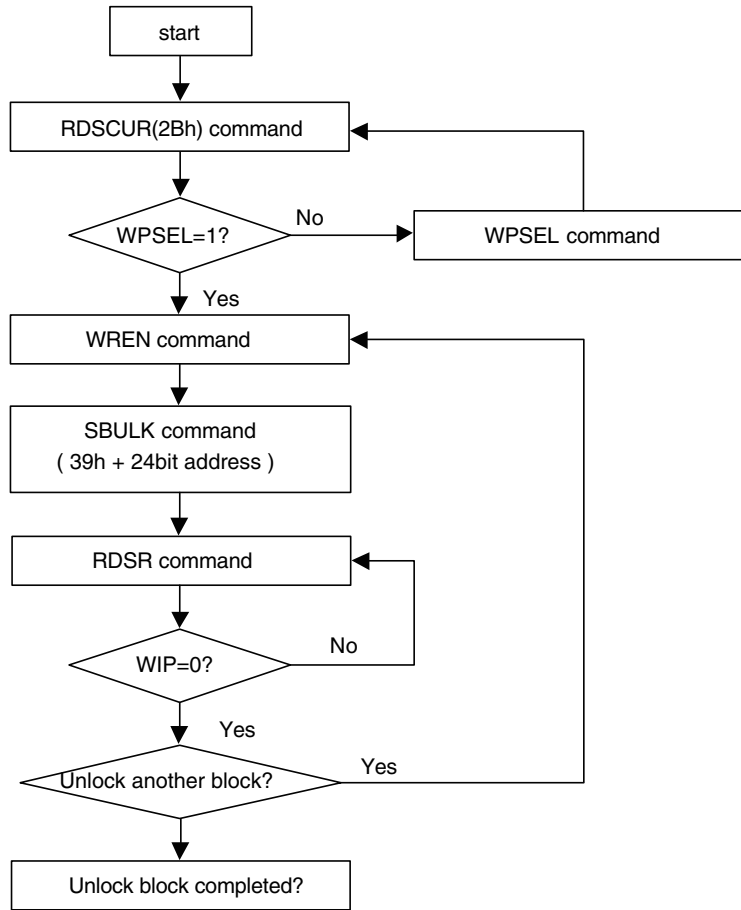 start
RDSCUR(2Bh) command
WPSEL=1?
No
WPSEL command
Yes
WREN command
SBULK command
( 39h + 24bit address )
RDSR command
WIP=0?
No
Yes
Unlock another block?
Yes
Unlock block completed?